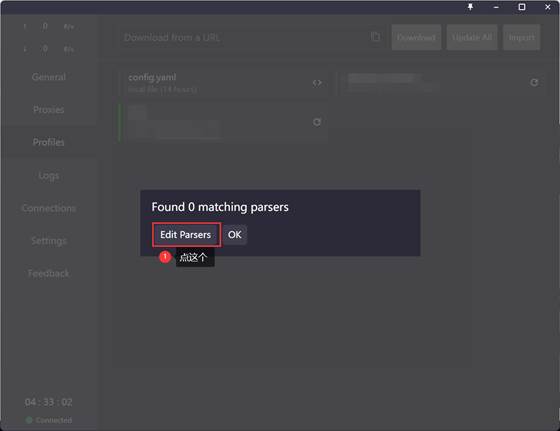 ↑ 0 K/s
↓ 0 K/s
General
Proxies
Profiles
Logs
Connections
Settings
Feedback
04 : 33 : 02
Connected
Download from a URL
Download
Update All
Import
config.yaml
local file (14 hours)
Found 0 matching parsers
Edit Parsers
OK
1
点这个